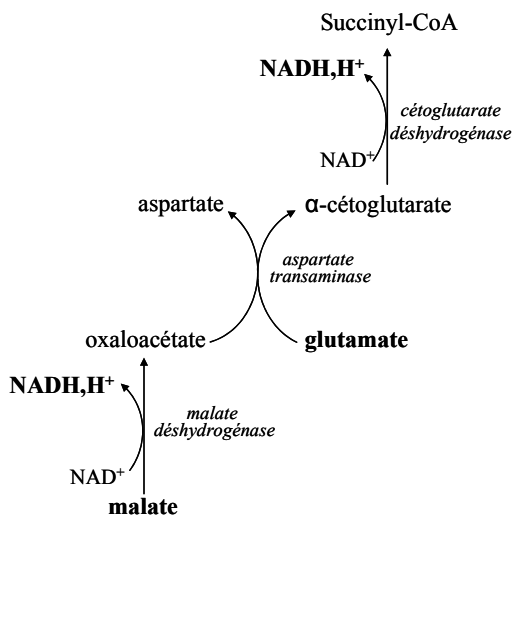 Succinyl-CoA
NADH,H+
cétoglutarate
déshydrogénase
NAD+
aspartate
α-cétoglutarate
aspartate
transaminase
oxaloacétate
glutamate
NADH,H+
malate
déshydrogénase
NAD+
malate